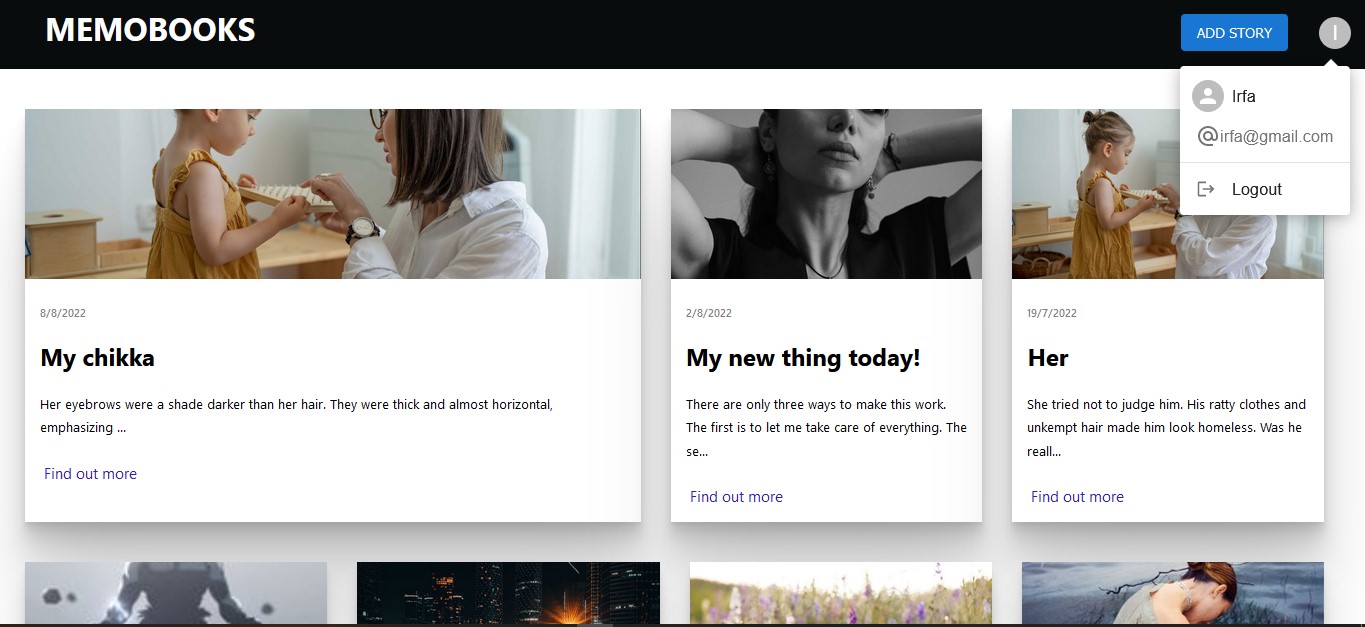 MEMOBOOKS
ADD STORY
I
Irfa
@irfa@gmail.com
Logout
8/8/2022
My chikka
Her eyebrows were a shade darker than her hair. They were thick and almost horizontal,
emphasizing ...
Find out more
2/8/2022
My new thing today!
There are only three ways to make this work.
The first is to let me take care of everything. The
se...
Find out more
19/7/2022
Her
She tried not to judge him. His ratty clothes and
unkempt hair made him look homeless. Was he
reall...
Find out more